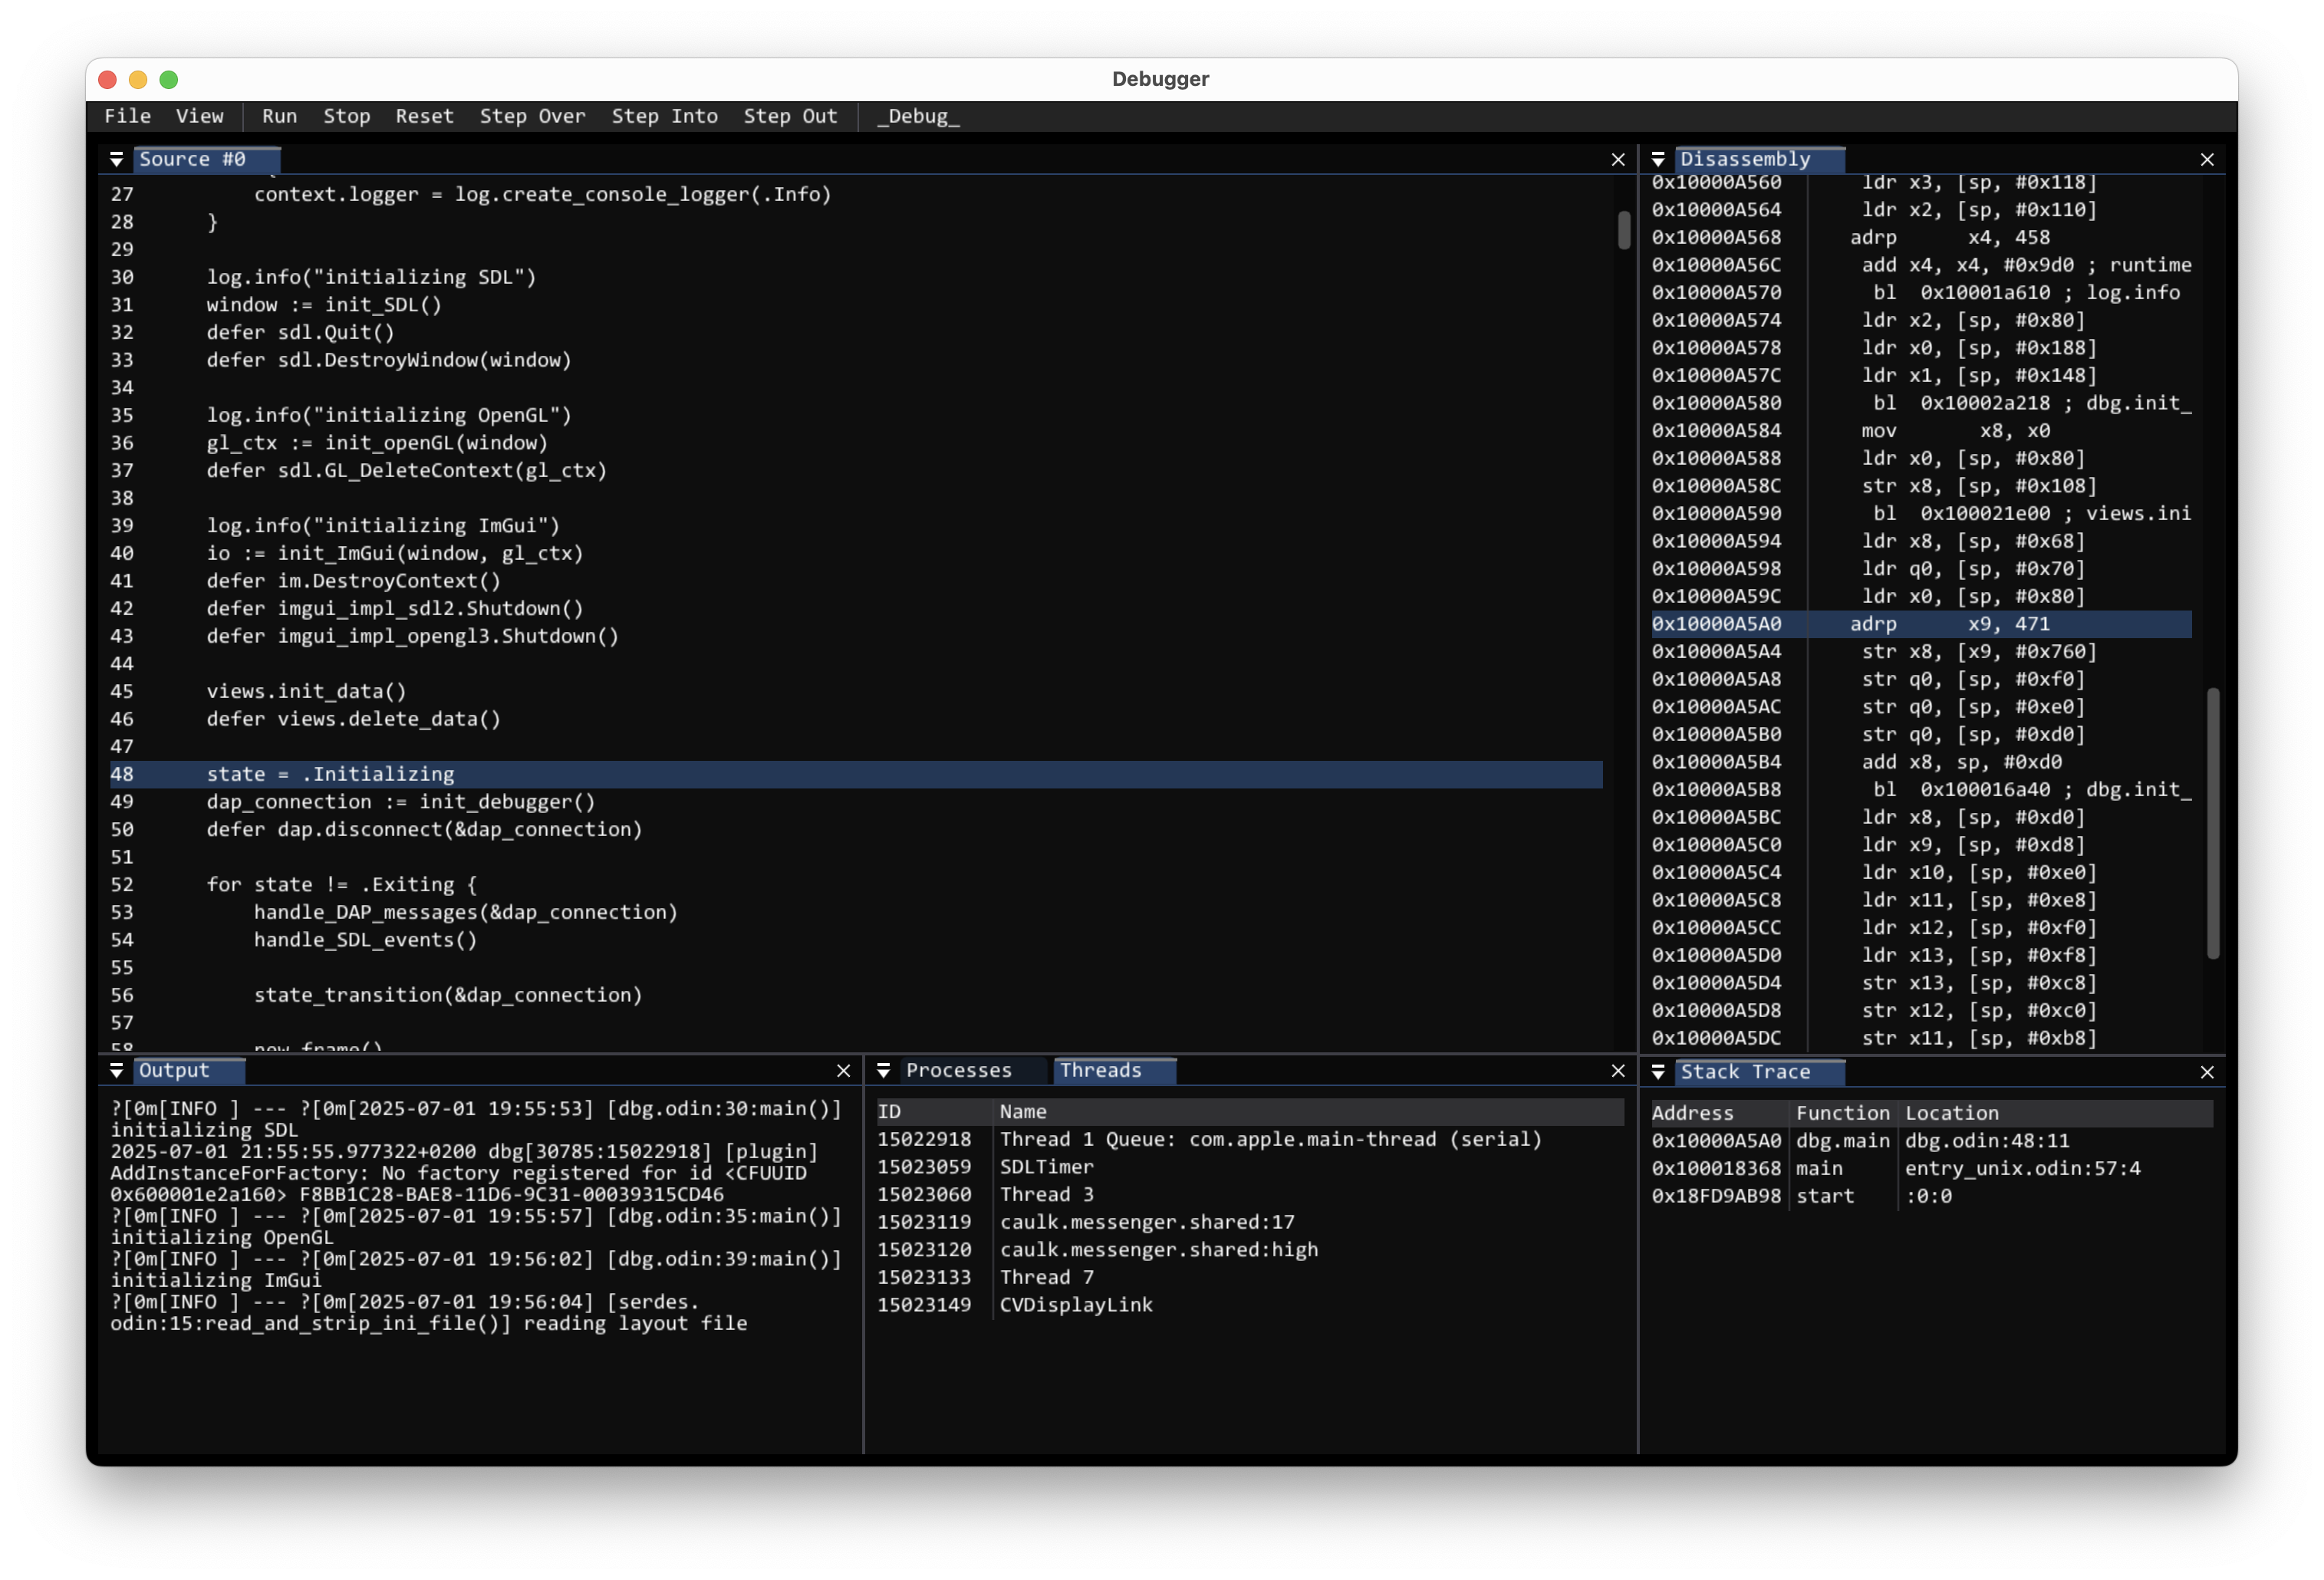 Debugger
File View Run Stop Reset Step Over Step Into Step Out _Debug_
Source #0
27 context.logger = log.create_console_logger(.Info)
28 }
29
30 log.info("initializing SDL")
31 window := init_SDL()
32 defer sdl.Quit()
33 defer sdl.DestroyWindow(window)
34
35 log.info("initializing OpenGL")
36 gl_ctx := init_openGL(window)
37 defer sdl.GL_DeleteContext(gl_ctx)
38
39 log.info("initializing ImGui")
40 io := init_ImGui(window, gl_ctx)
41 defer im.DestroyContext()
42 defer imgui_impl_sdl2.Shutdown()
43 defer imgui_impl_opengl3.Shutdown()
44
45 views.init_data()
46 defer views.delete_data()
47
48 state = .Initializing
49 dap_connection := init_debugger()
50 defer dap.disconnect(&dap_connection)
51
52 for state != .Exiting {
53 handle_DAP_messages(&dap_connection)
54 handle_SDL_events()
55
56 state_transition(&dap_connection)
57
58 new_frame()
Disassembly
0x10000A560 ldr x3, [sp, #0x118]
0x10000A564 ldr x2, [sp, #0x110]
0x10000A568 adrp x4, 458
0x10000A56C add x4, x4, #0x9d0 ; runtime
0x10000A570 bl 0x10001a610 ; log.info
0x10000A574 ldr x2, [sp, #0x80]
0x10000A578 ldr x0, [sp, #0x188]
0x10000A57C ldr x1, [sp, #0x148]
0x10000A580 bl 0x10002a218 ; dbg.init_
0x10000A584 mov x8, x0
0x10000A588 ldr x0, [sp, #0x80]
0x10000A58C str x8, [sp, #0x108]
0x10000A590 bl 0x100021e00 ; views.ini
0x10000A594 ldr x8, [sp, #0x68]
0x10000A598 ldr q0, [sp, #0x70]
0x10000A59C ldr x0, [sp, #0x80]
0x10000A5A0 adrp x9, 471
0x10000A5A4 str x8, [x9, #0x760]
0x10000A5A8 str q0, [sp, #0xf0]
0x10000A5AC str q0, [sp, #0xe0]
0x10000A5B0 str q0, [sp, #0xd0]
0x10000A5B4 add x8, sp, #0xd0
0x10000A5B8 bl 0x100016a40 ; dbg.init_
0x10000A5BC ldr x8, [sp, #0xd0]
0x10000A5C0 ldr x9, [sp, #0xd8]
0x10000A5C4 ldr x10, [sp, #0xe0]
0x10000A5C8 ldr x11, [sp, #0xe8]
0x10000A5CC ldr x12, [sp, #0xf0]
0x10000A5D0 ldr x13, [sp, #0xf8]
0x10000A5D4 str x13, [sp, #0xc8]
0x10000A5D8 str x12, [sp, #0xc0]
0x10000A5DC str x11, [sp, #0xb8]
Output
?[0m[INFO ] --- ?[0m[2025-07-01 19:55:53] [dbg.odin:30:main()]
initializing SDL
2025-07-01 21:55:55.977322+0200 dbg[30785:15022918] [plugin]
AddInstanceForFactory: No factory registered for id <CFUUID
0x600001e2a160> F8BB1C28-BAE8-11D6-9C31-00039315CD46
?[0m[INFO ] --- ?[0m[2025-07-01 19:55:57] [dbg.odin:35:main()]
initializing OpenGL
?[0m[INFO ] --- ?[0m[2025-07-01 19:56:02] [dbg.odin:39:main()]
initializing ImGui
?[0m[INFO ] --- ?[0m[2025-07-01 19:56:04] [serdes.
odin:15:read_and_strip_ini_file()] reading layout file
Processes Threads
ID Name
15022918 Thread 1 Queue: com.apple.main-thread (serial)
15023059 SDLTimer
15023060 Thread 3
15023119 caulk.messenger.shared:17
15023120 caulk.messenger.shared:high
15023133 Thread 7
15023149 CVDisplayLink
Stack Trace
Address Function Location
0x10000A5A0 dbg.main dbg.odin:48:11
0x100018368 main entry_unix.odin:57:4
0x18FD9AB98 start :0:0